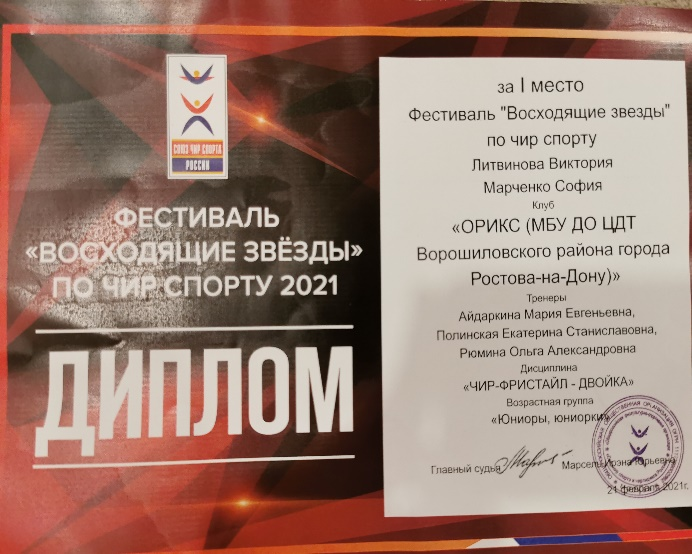 СОЮЗ ЧИР СПОРТА
РОССИИ
ФЕСТИВАЛЬ
«ВОСХОДЯЩИЕ ЗВЁЗДЫ»
ПО ЧИР СПОРТУ 2021
ДИПЛОМ
за I место
Фестиваль "Восходящие звезды"
по чир спорту
Литвинова Виктория
Марченко София
Клуб
«ОРИКС (МБУ ДО ЦДТ
Ворошиловского района города
Ростова-на-Дону)»
Тренеры
Айдаркина Мария Евгеньевна,
Полинская Екатерина Станиславовна,
Рюмина Ольга Александровна
Дисциплина
«ЧИР-ФРИСТАЙЛ - ДВОЙКА»
Возрастная группа
«Юниоры, юниорки»
Главный судья Марсель Ирэна Юрьевна
21 февраль 2021г.